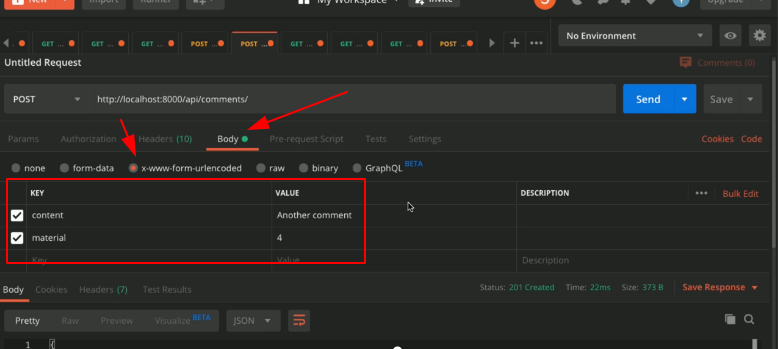 New Import Runner My Workspace Invite Upgrade
GET ... GET ... GET ... POST ... POST ... GET ... GET ... GET ... POST ... + ••• No Environment
Untitled Request Comments (0)
POST http://localhost:8000/api/comments/ Send Save
Params Authorization Headers (10) Body Pre-request Script Tests Settings Cookies Code
none form-data x-www-form-urlencoded raw binary GraphQL BETA
KEY VALUE DESCRIPTION ••• Bulk Edit
content Another comment
material 4
Key Value Description
Body Cookies Headers (7) Test Results Status: 201 Created Time: 22ms Size: 373 B Save Response
Pretty Raw Preview Visualize BETA JSON
1 {